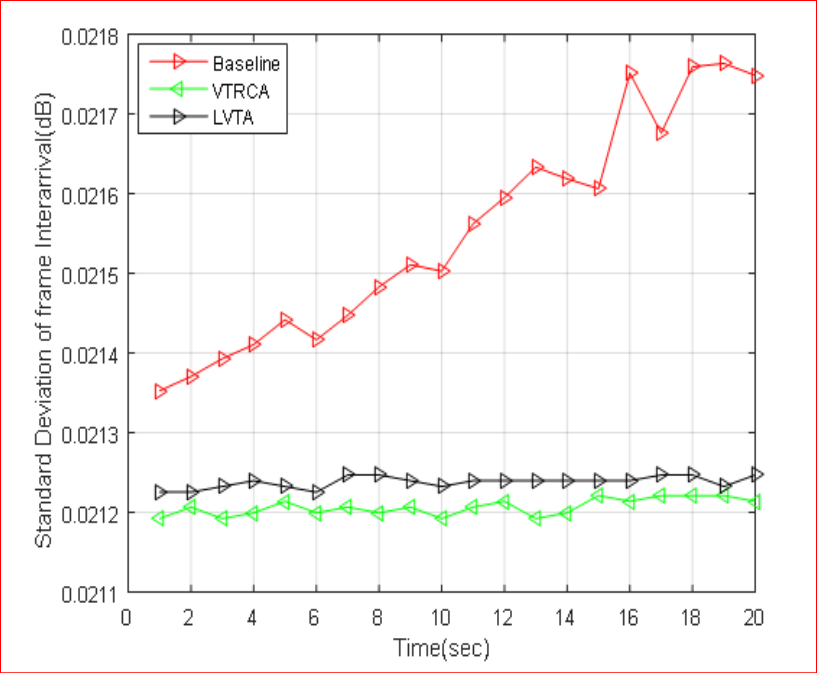 Baseline
VTRCA
LVTA
Standard Deviation of frame Interarrival(dB)
0.0218
0.0217
0.0216
0.0215
0.0214
0.0213
0.0212
0.0211
0 2 4 6 8 10 12 14 16 18 20
Time(sec)